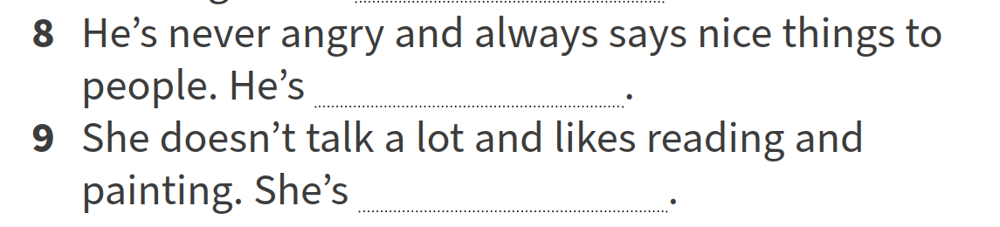 8 He’s never angry and always says nice things to
people. He’s ................................ .
9 She doesn’t talk a lot and likes reading and
painting. She’s ................................ .